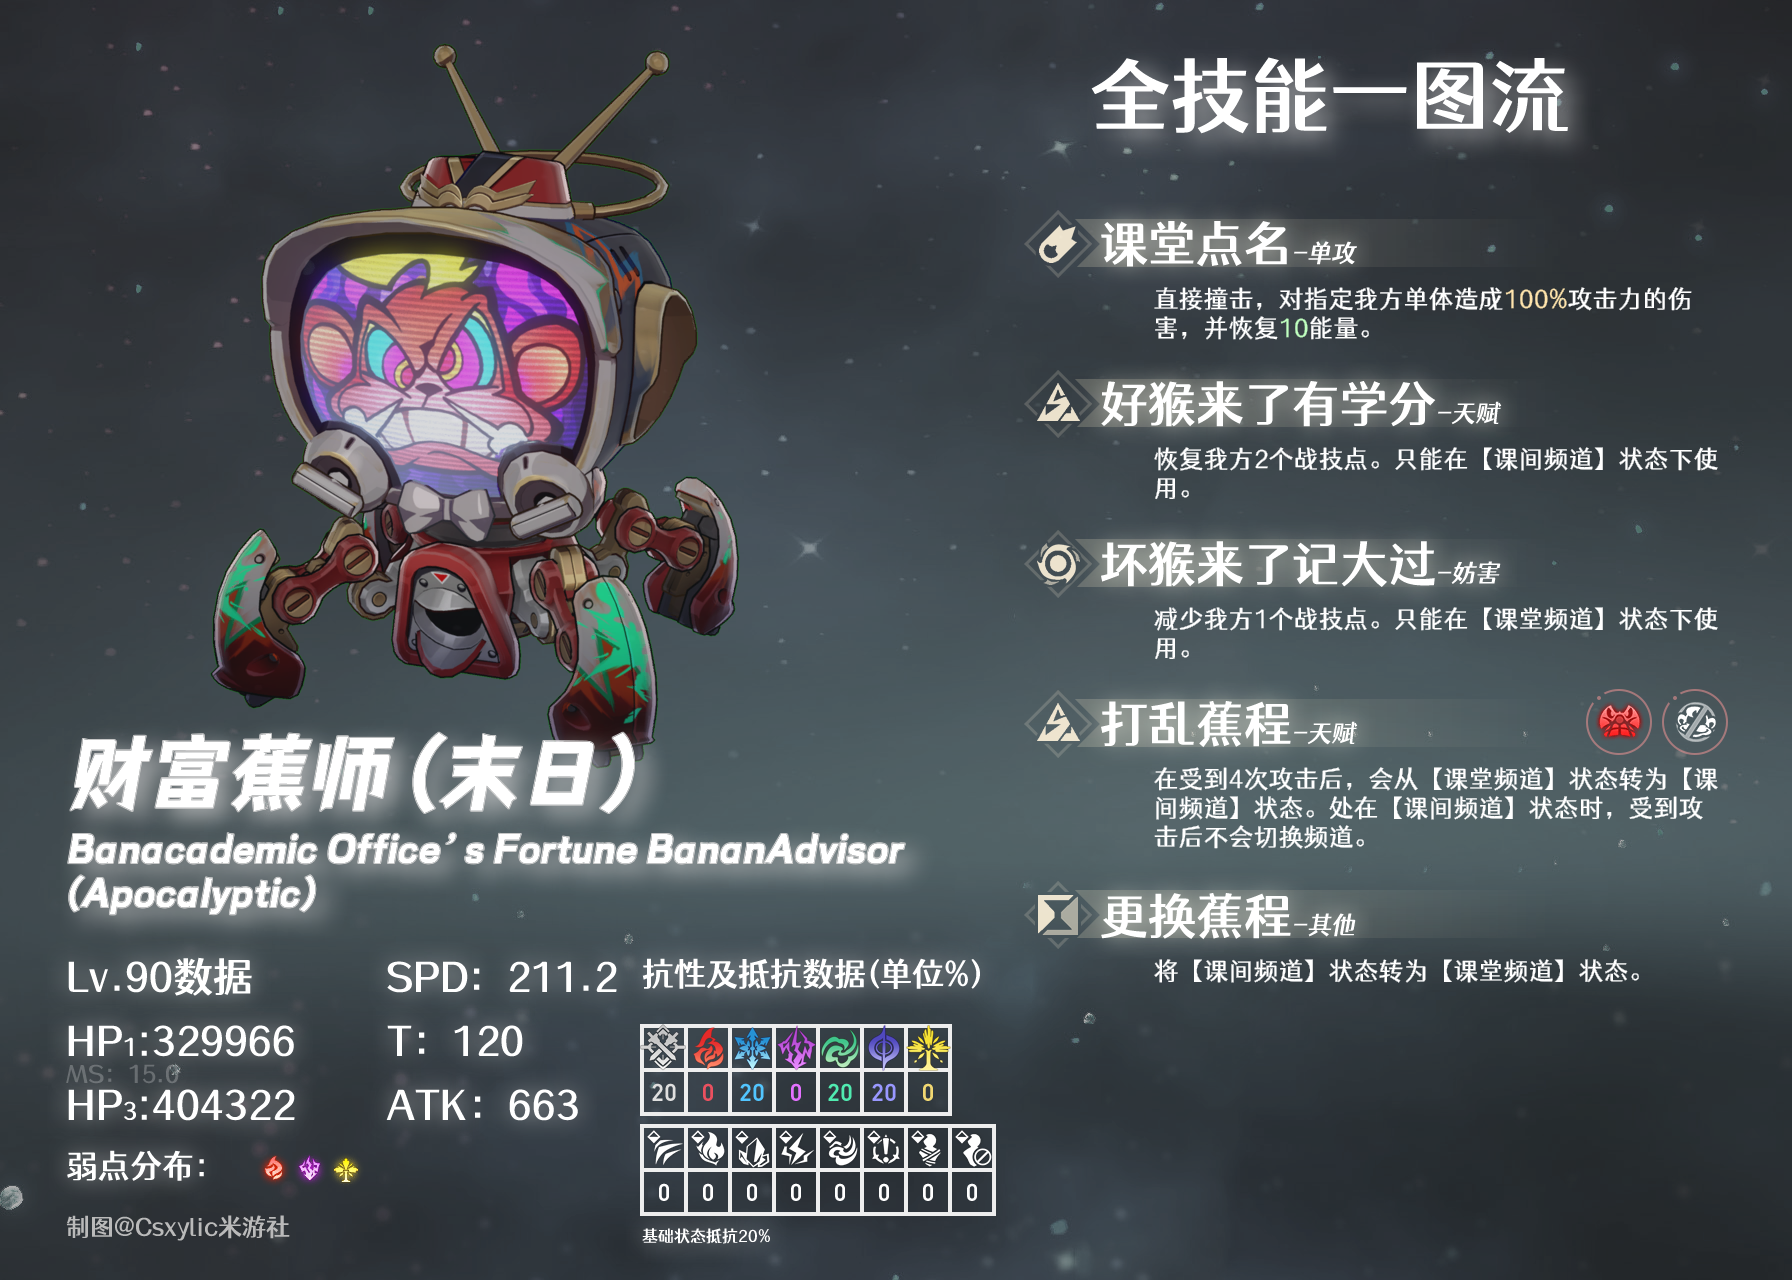 全技能一图流
课堂点名-单攻
直接撞击，对指定我方单体造成100%攻击力的伤
害，并恢复10能量。
好猴来了有学分-天赋
恢复我方2个战技点。只能在【课间频道】状态下使
用。
坏猴来了记大过-妨害
减少我方1个战技点。只能在【课堂频道】状态下使
用。
打乱蕉程-天赋
在受到4次攻击后，会从【课堂频道】状态转为【课
间频道】状态。处在【课间频道】状态时，受到攻
击后不会切换频道。
更换蕉程-其他
将【课间频道】状态转为【课堂频道】状态。
财富蕉师(末日)
Banacademic Office's Fortune BananAdvisor
(Apocalyptic)
Lv.90数据
SPD: 211.2
HP1:329966
T: 120
MS: 15.0
HP3:404322
ATK: 663
弱点分布：
抗性及抵抗数据(单位%)
20 0 20 0 20 20 0
0 0 0 0 0 0 0 0
基础状态抵抗20%
制图@Csxylic米游社